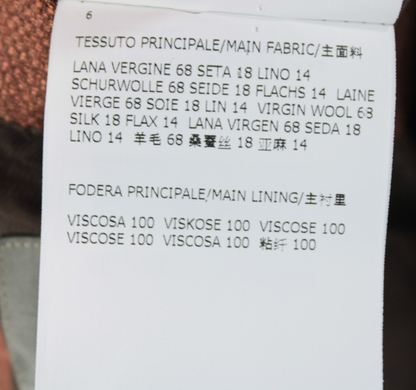 6
TESSUTO PRINCIPALE/MAIN FABRIC/主面料
LANA VERGINE 68 SETA 18 LINO 14
SCHURWOLLE 68 SEIDE 18 FLACHS 14 LAINE
VIERGE 68 SOIE 18 LIN 14 VIRGIN WOOL 68
SILK 18 FLAX 14 LANA VIRGEN 68 SEDA 18
LINO 14 羊毛 68 桑蚕丝 18 亚麻 14
FODERA PRINCIPALE/MAIN LINING/主衬里
VISCOSA 100 VISKOSE 100 VISCOSE 100
VISCOSE 100 VISCOSA 100 粘纤 100